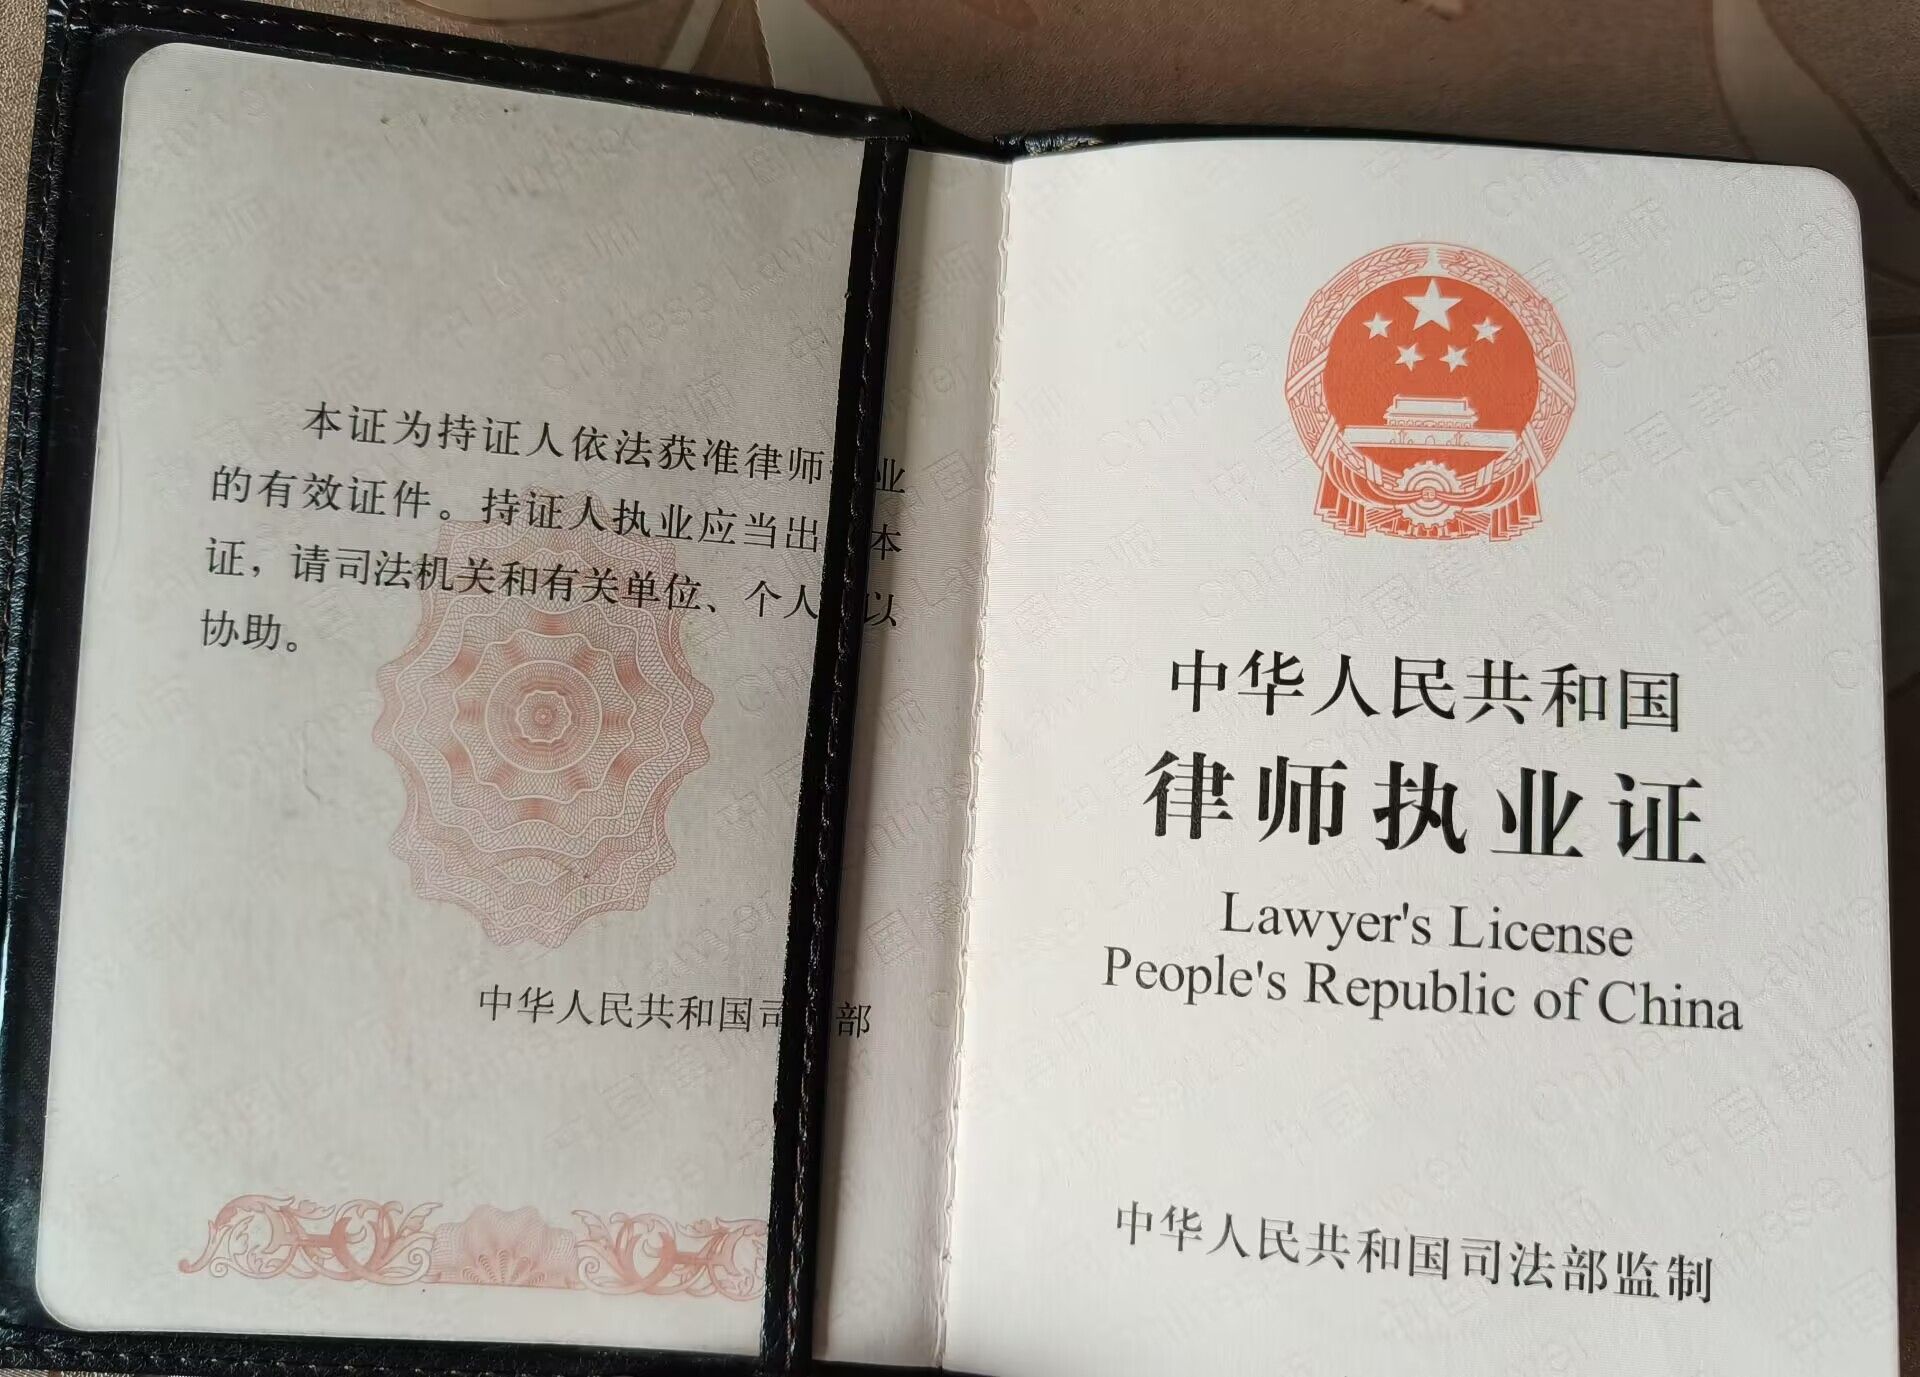 本证为持证人依法获准律师 业
的有效证件。持证人执业应当出 本
证，请司法机关和有关单位、个人 以
协助。
中华人民共和国司 部
中华人民共和国
律师执业证
Lawyer's License
People's Republic of China
中华人民共和国司法部监制